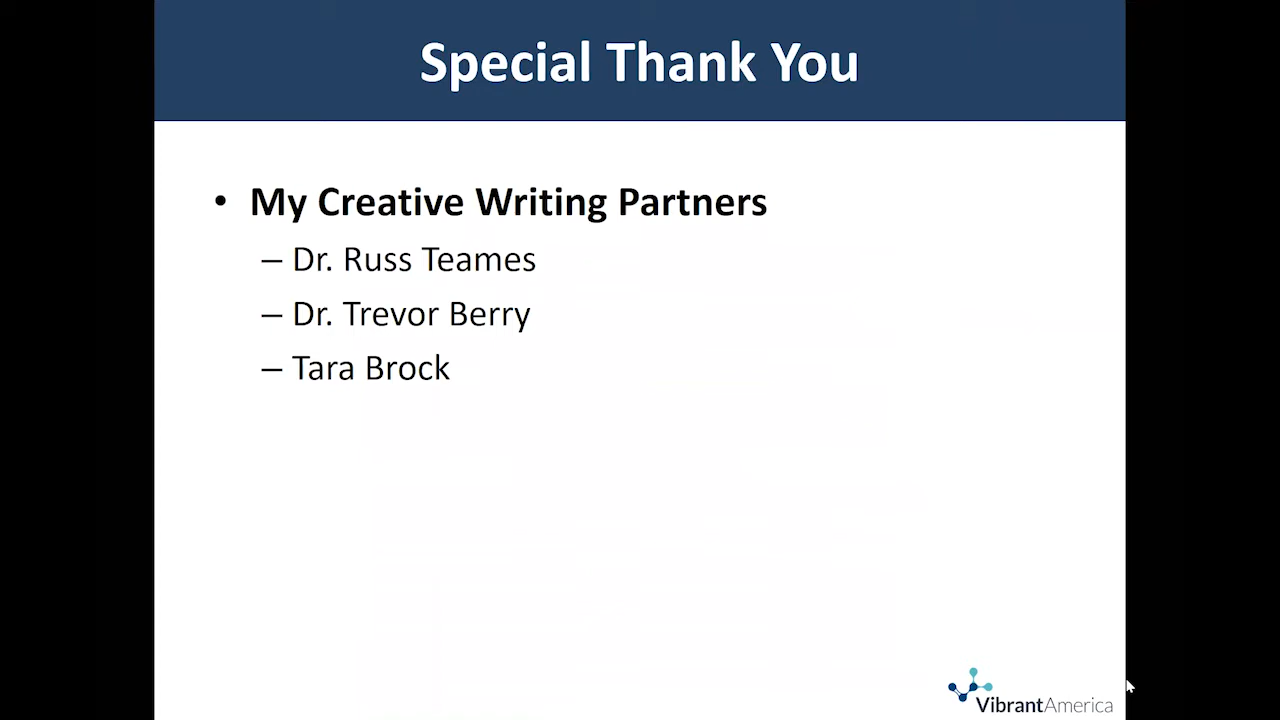 Special Thank You
• My Creative Writing Partners
– Dr. Russ Teames
– Dr. Trevor Berry
– Tara Brock
VibrantAmerica